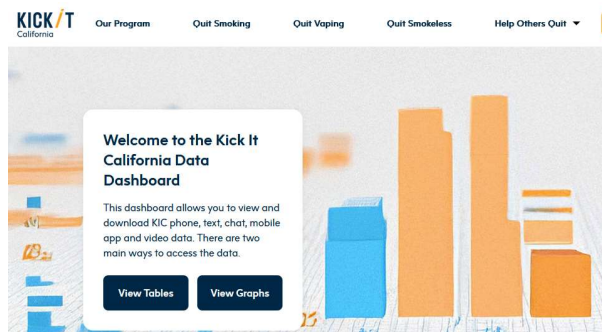 KICK IT
California
Our Program
Quit Smoking
Quit Vaping
Quit Smokeless
Help Others Quit
Welcome to the Kick It
California Data
Dashboard
This dashboard allows you to view and
download KIC phone, text, chat, mobile
app and video data. There are two
main ways to access the data.
View Tables
View Graphs